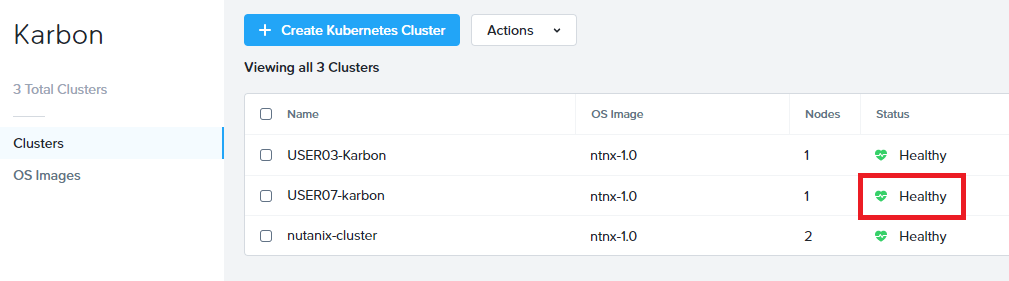 Karbon
3 Total Clusters
Clusters
OS Images
+ Create Kubernetes Cluster
Actions
Viewing all 3 Clusters
Name OS Image Nodes Status
USER03-Karbon ntnx-1.0 1 Healthy
USER07-karbon ntnx-1.0 1 Healthy
nutanix-cluster ntnx-1.0 2 Healthy